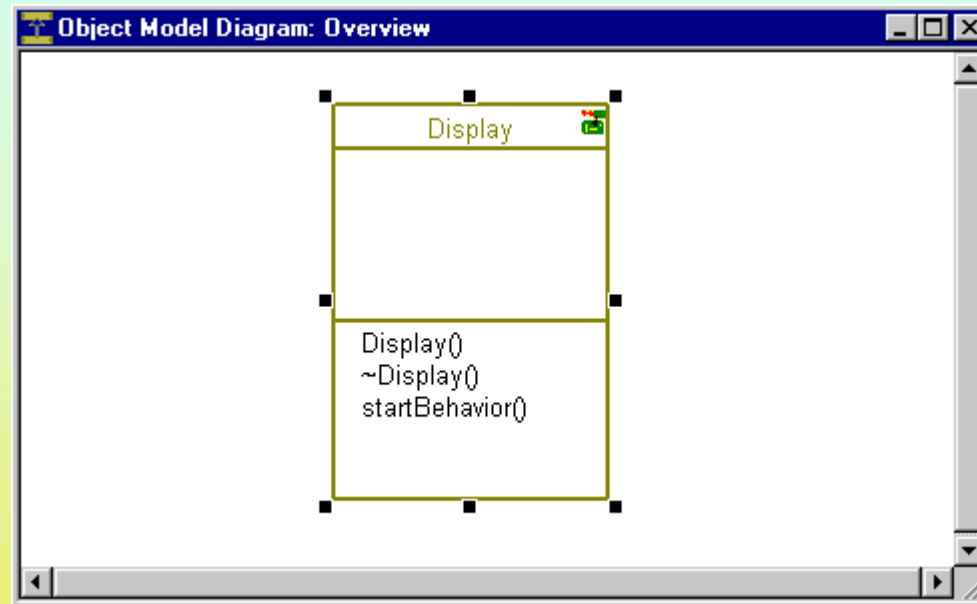 Object Model Diagram: Overview
Display
Display()
~Display()
startBehavior()